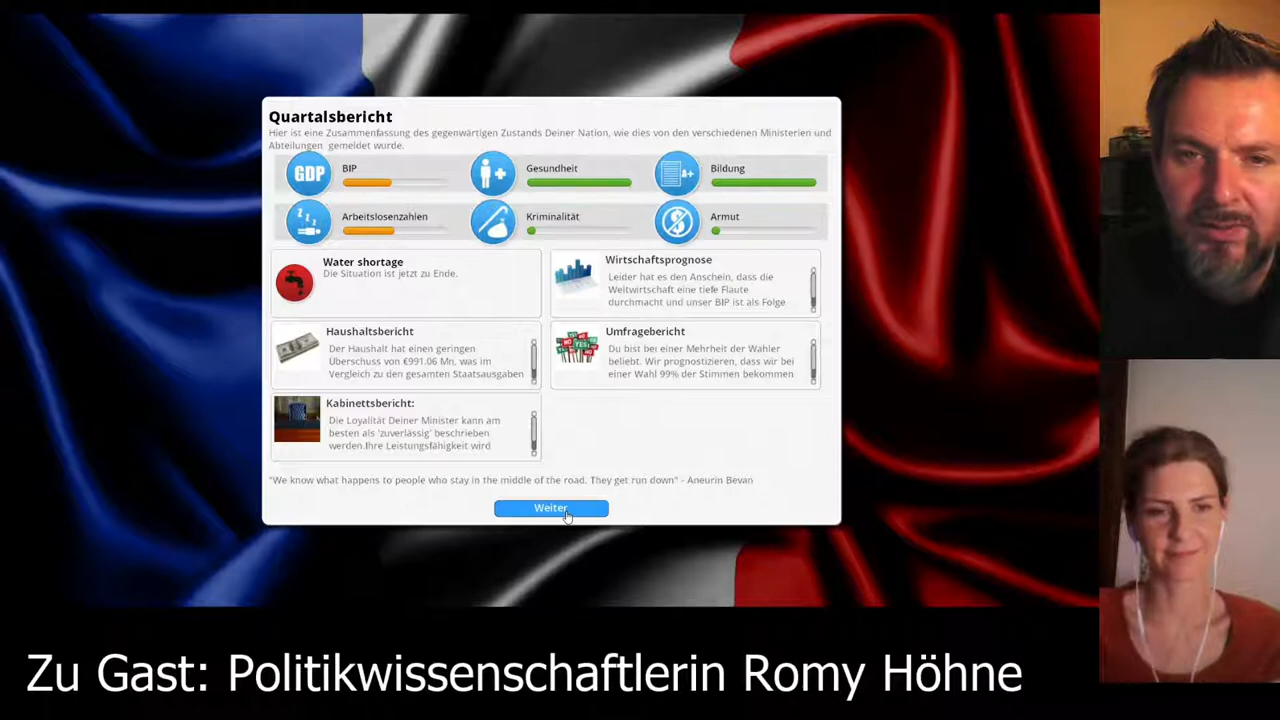 Quartalsbericht
Hier ist eine Zusammenfassung des gegenwärtigen Zustands Deiner Nation, wie dies von den verschiedenen Ministerien und
Abteilungen gemeldet wurde.
GDP
BIP
Gesundheit
Bildung
Arbeitslosenzahlen
Kriminalität
Armut
Water shortage
Die Situation ist jetzt zu Ende.
Wirtschaftsprognose
Leider hat es den Anschein, dass die
Weltwirtschaft eine tiefe Flaute
durchmacht und unser BIP ist als Folge
Haushaltsbericht
Der Haushalt hat einen geringen
Überschuss von €991.06 Mn, was im
Vergleich zu den gesamten Staatsausgaben
Umfragebericht
Du bist bei einer Mehrheit der Wahler
beliebt. Wir prognostizieren, dass wir bei
einer Wahl 99% der Stimmen bekommen
Kabinettsbericht:
Die Loyalität Deiner Minister kann am
besten als 'zuverlässig' beschrieben
werden.Ihre Leistungsfähigkeit wird
"We know what happens to people who stay in the middle of the road. They get run down" - Aneurin Bevan
Weiter
Zu Gast: Politikwissenschaftlerin Romy Höhne